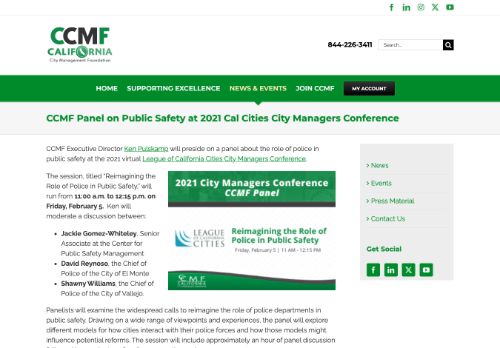 CCMF
CALIFORNIA
City Management Foundation
844-226-3411
Search...
HOME
SUPPORTING EXCELLENCE
NEWS & EVENTS
JOIN CCMF
MY ACCOUNT
CCMF Panel on Public Safety at 2021 Cal Cities City Managers Conference
CCMF Executive Director Ken Pulskamp will preside on a panel about the role of police in
public safety at the 2021 virtual League of California Cities City Managers Conference.
The session, titled "Reimagining the
Role of Police in Public Safety," will
run from 11:00 a.m. to 12:15 p.m. on
Friday, February 5. Ken will
moderate a discussion between:
Jackie Gomez-Whiteley, Senior
Associate at the Center for
Public Safety Management
David Reynoso, the Chief of
Police of the City of El Monte
Shawny Williams, the Chief of
Police of the City of Vallejo.
2021 City Managers Conference
CCMF Panel
LEAGUE OF CALIFORNIA
CITIES
Reimagining the Role of
Police in Public Safety
Friday, February 5 | 11 AM - 12:15 PM
CCMF
CALIFORNIA
Panelists will examine the widespread calls to reimagine the role of police departments in
public safety. Drawing on a wide range of viewpoints and experiences, the panel will explore
different models for how cities interact with their police forces and how those models might
influence potential reforms. The session will include approximately an hour of panel discussion
> News
> Events
> Press Material
> Contact Us
Get Social